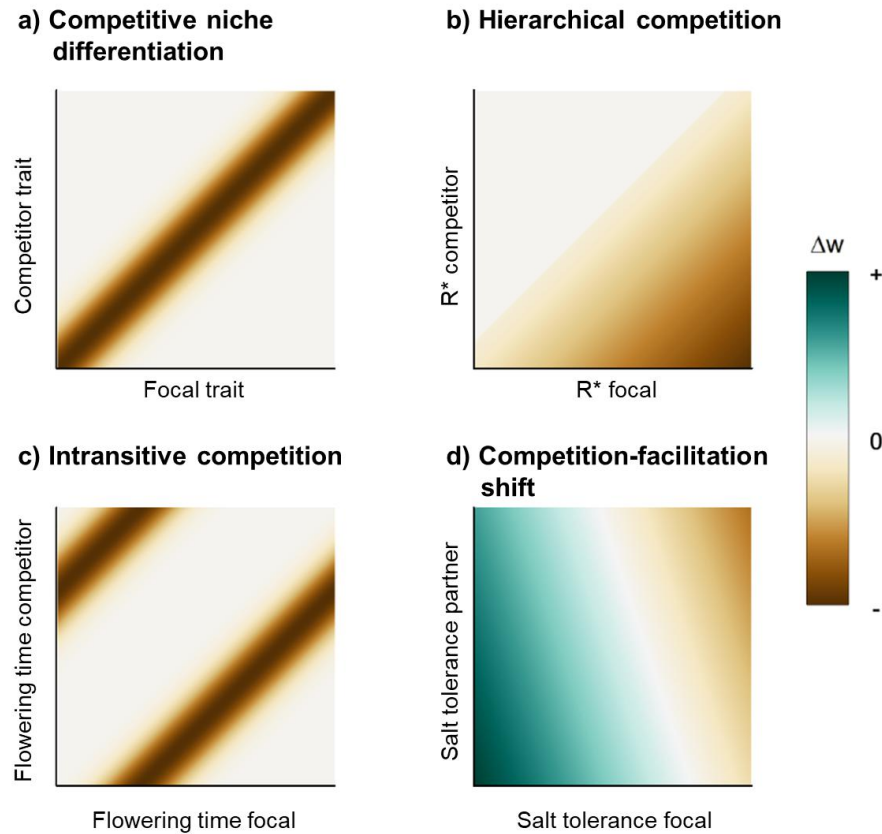 a) Competitive niche
differentiation
Competitor trait
Focal trait
b) Hierarchical competition
R* competitor
R* focal
Δw
+
0
-
c) Intransitive competition
Flowering time competitor
Flowering time focal
d) Competition-facilitation
shift
Salt tolerance partner
Salt tolerance focal